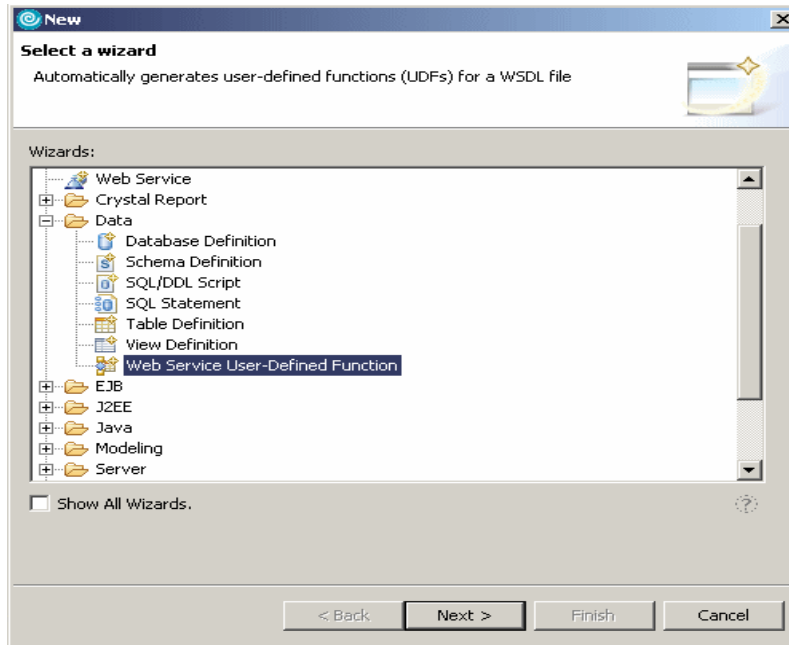 New
Select a wizard
Automatically generates user-defined functions (UDFs) for a WSDL file
Wizards:
Web Service
Crystal Report
Data
Database Definition
Schema Definition
SQL/DDL Script
SQL Statement
Table Definition
View Definition
Web Service User-Defined Function
EJB
J2EE
Java
Modeling
Server
Show All Wizards.
< Back Next > Finish Cancel